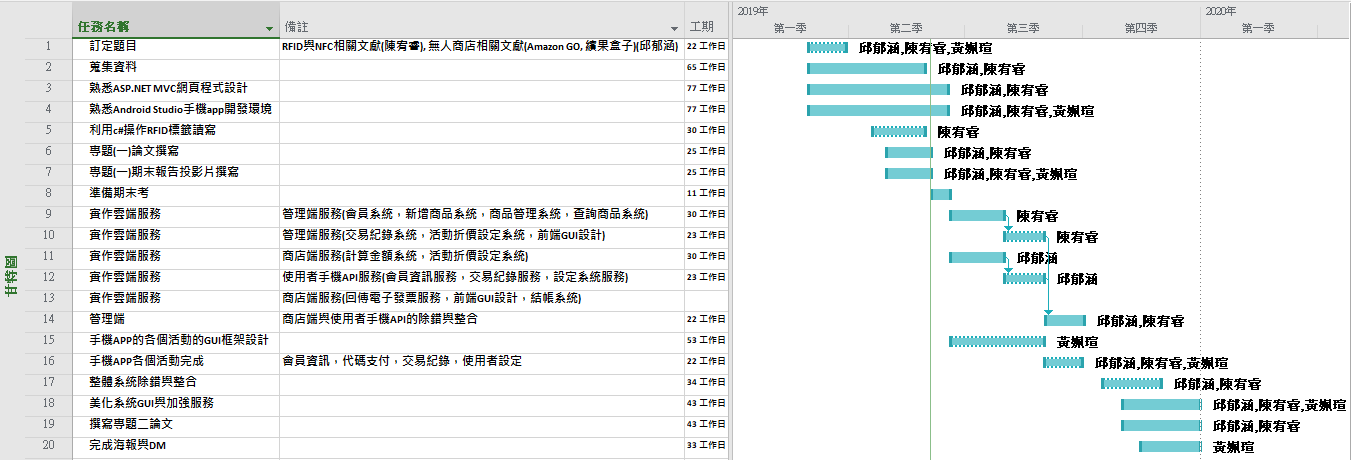 2019年 2020年
任務名稱 備註 工期 第一季 第二季 第三季 第四季 第一季
1 訂定題目 RFID與NFC相關文獻(陳宥睿), 無人商店相關文獻(Amazon GO, 繽果盒子)(邱郁涵) 22 工作日 邱郁涵,陳宥睿,黃姵瑄
2 蒐集資料 65 工作日 邱郁涵,陳宥睿
3 熟悉ASP.NET MVC網頁程式設計 77 工作日 邱郁涵,陳宥睿
4 熟悉Android Studio手機app開發環境 77 工作日 邱郁涵,陳宥睿,黃姵瑄
5 利用c#操作RFID標籤讀寫 30 工作日 陳宥睿
6 專題(一)論文撰寫 25 工作日 邱郁涵,陳宥睿
7 專題(一)期末報告投影片撰寫 25 工作日 邱郁涵,陳宥睿,黃姵瑄
8 準備期末考 11 工作日
9 實作雲端服務 管理端服務(會員系統，新增商品系統，商品管理系統，查詢商品系統) 30 工作日 陳宥睿
10 實作雲端服務 管理端服務(交易紀錄系統，活動折價設定系統，前端GUI設計) 23 工作日 陳宥睿
11 實作雲端服務 商店端服務(計算金額系統，活動折價設定系統) 30 工作日 邱郁涵
12 實作雲端服務 使用者手機API服務(會員資訊服務，交易紀錄服務，設定系統服務) 23 工作日 邱郁涵
13 實作雲端服務 商店端服務(回傳電子發票服務，前端GUI設計，結帳系統)
14 管理端 商店端與使用者手機API的除錯與整合 22 工作日 邱郁涵,陳宥睿
15 手機APP的各個活動的GUI框架設計 53 工作日 黃姵瑄
16 手機APP各個活動完成 會員資訊，代碼支付，交易紀錄，使用者設定 22 工作日 邱郁涵,陳宥睿,黃姵瑄
17 整體系統除錯與整合 34 工作日 邱郁涵,陳宥睿
18 美化系統GUI與加強服務 43 工作日 邱郁涵,陳宥睿,黃姵瑄
19 撰寫專題二論文 43 工作日 邱郁涵,陳宥睿
20 完成海報與DM 33 工作日 黃姵瑄
甘特圖